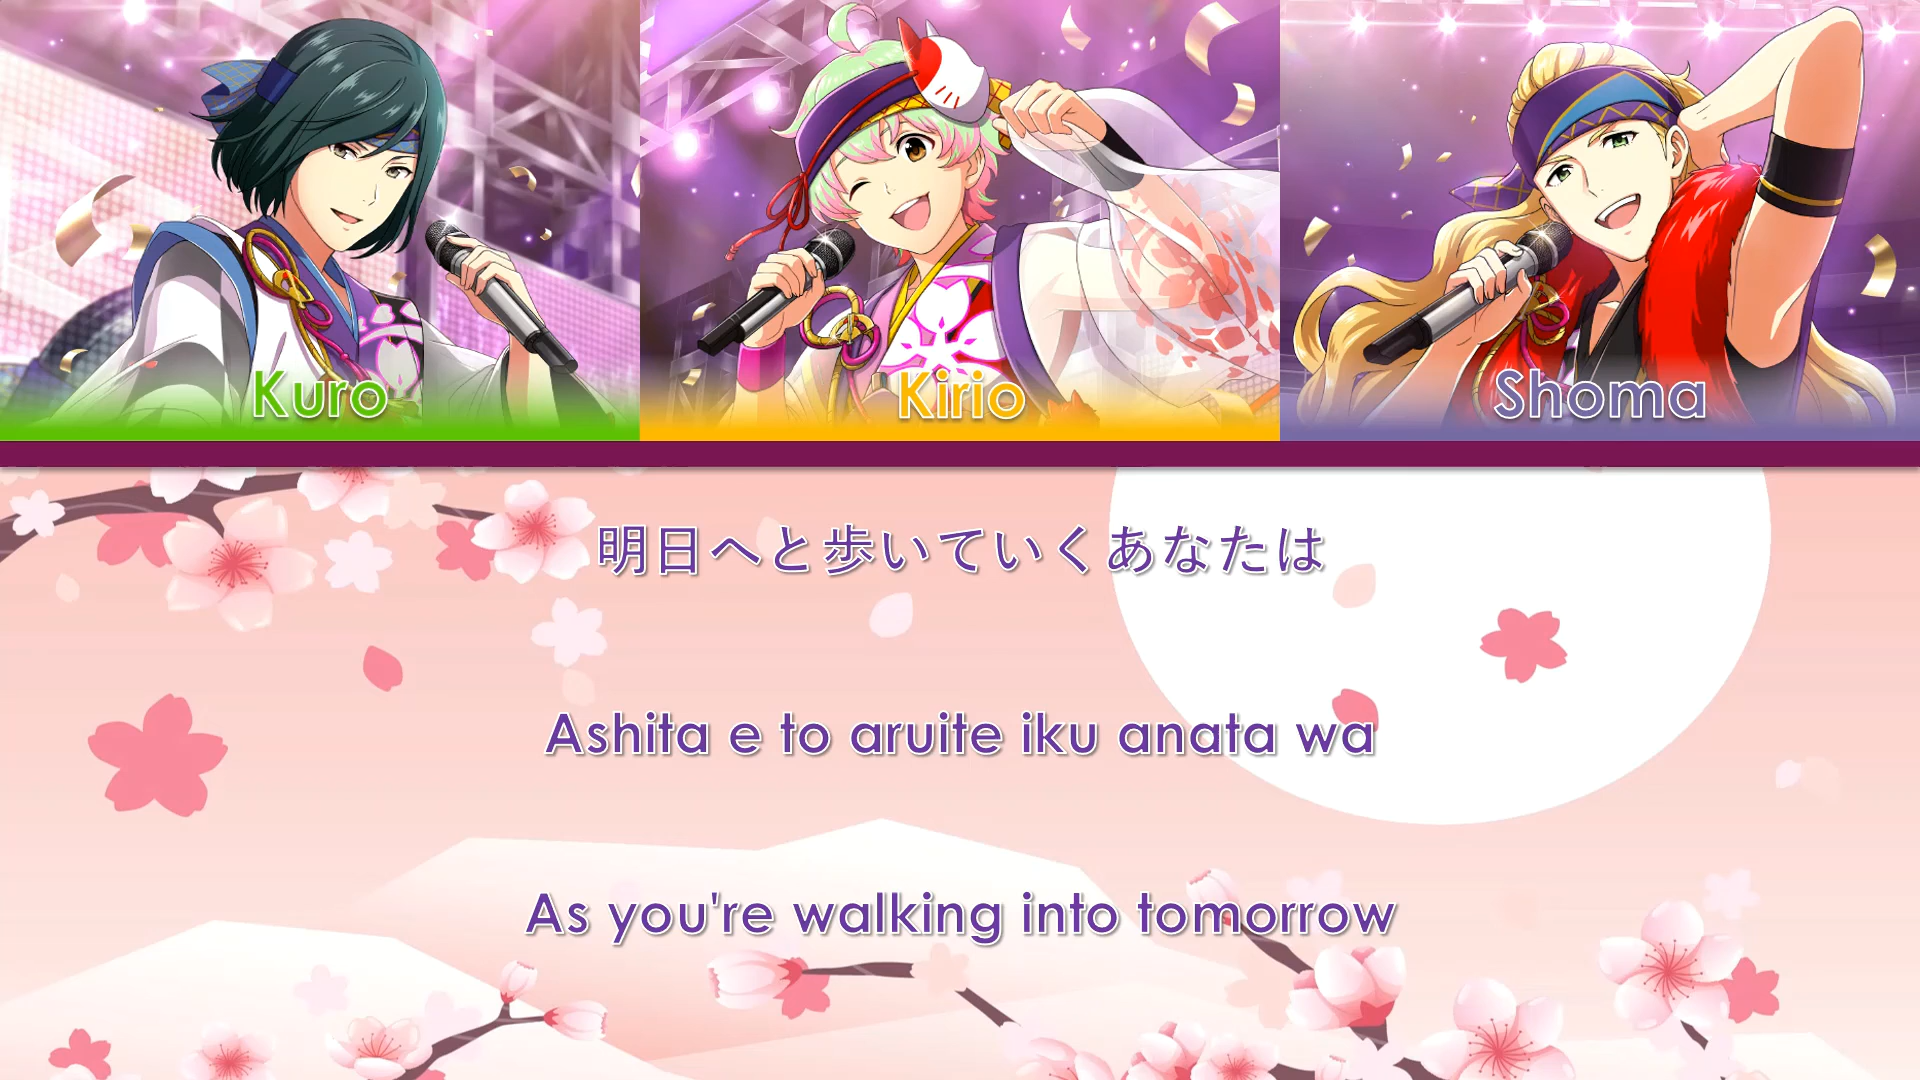 Kuro
Kirio
Shoma
明日へと歩いていくあなたは
Ashita e to aruite iku anata wa
As you're walking into tomorrow